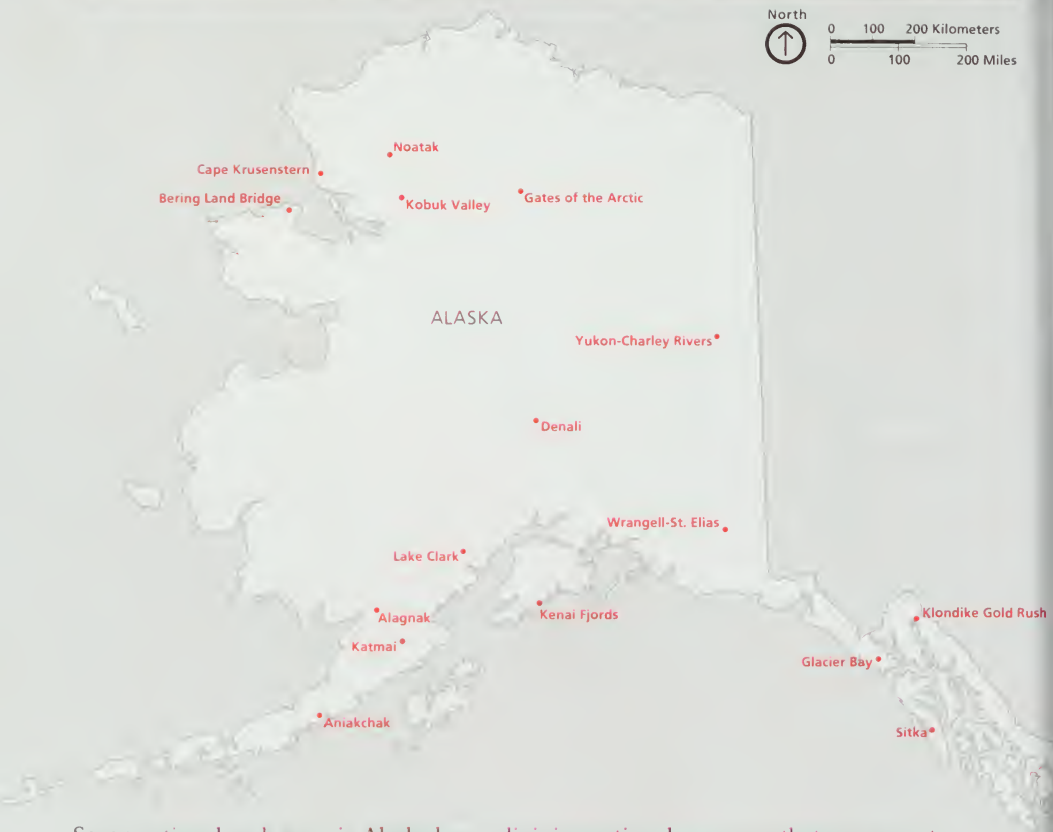 North
0 100 200 Kilometers
0 100 200 Miles
Noatak
Cape Krusenstern
Bering Land Bridge
Kobuk Valley
Gates of the Arctic
ALASKA
Yukon-Charley Rivers
Denali
Wrangell-St. Elias
Lake Clark
Alagnak
Kenai Fjords
Klondike Gold Rush
Katmai
Glacier Bay
Aniakchak
Sitka